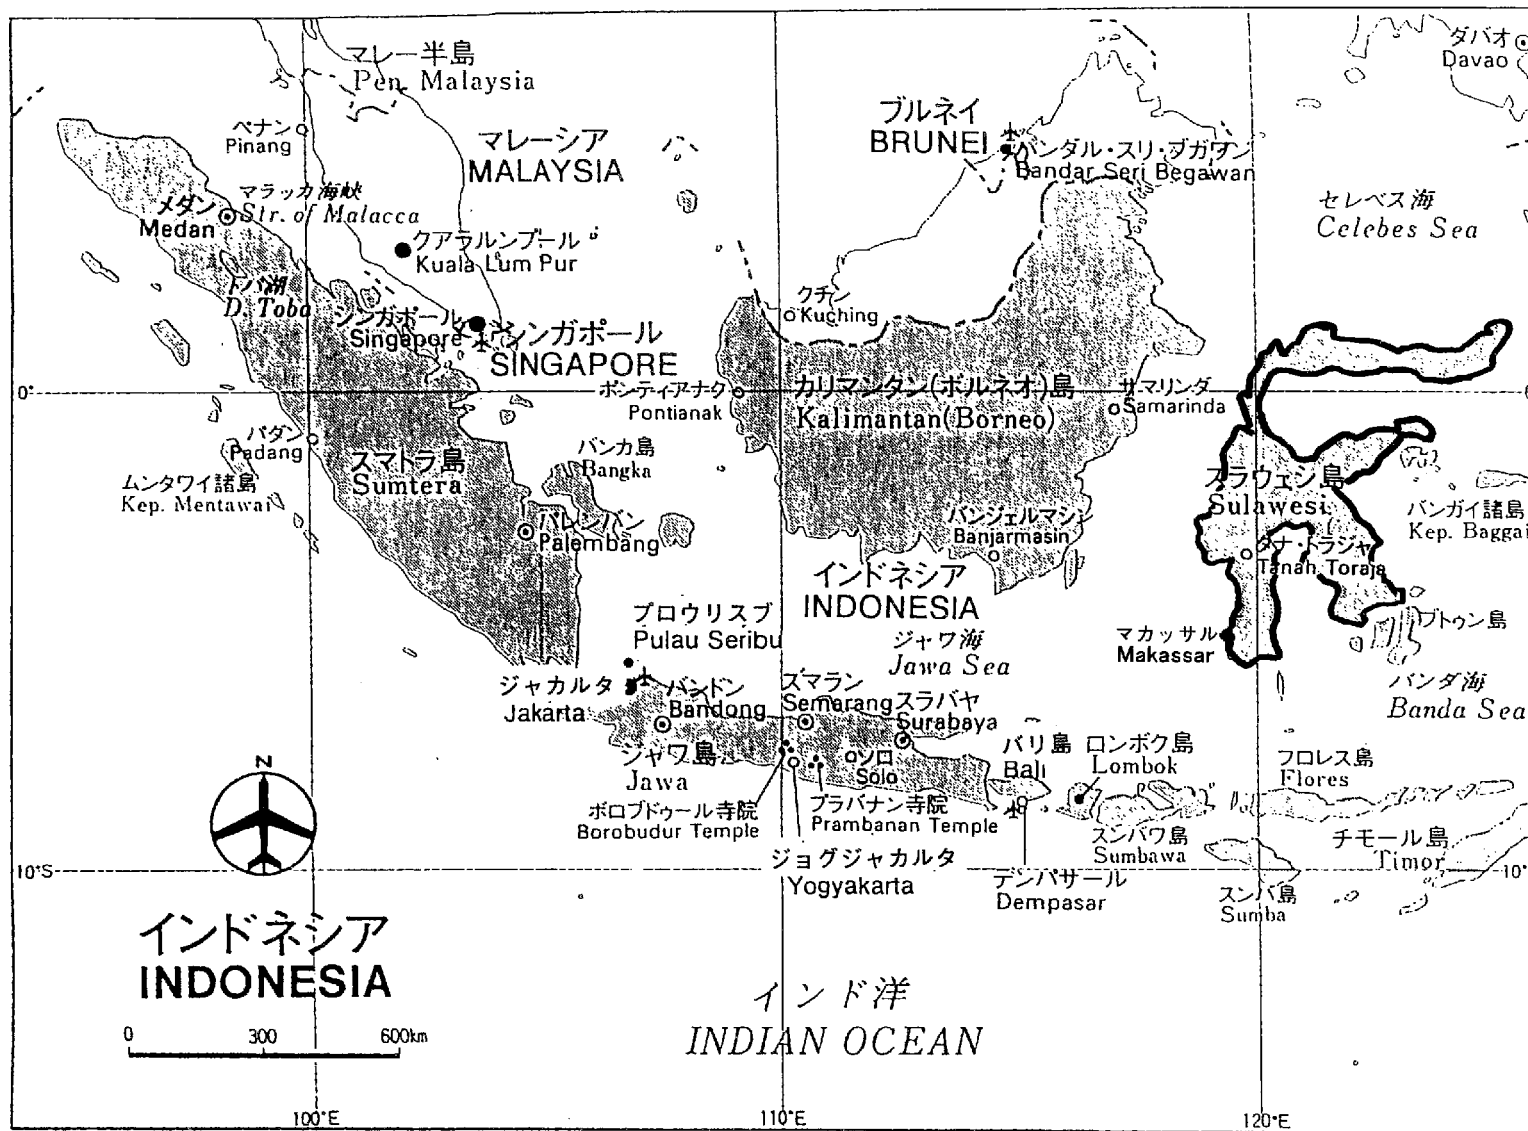 マレー半島
Pen. Malaysia
ダバオ
Davao
ペナン
Pinang
マレーシア
MALAYSIA
ブルネイ
BRUNEI
バンダル・スリ・ブガワン
Bandar Seri Begawan
マラッカ海峡
Str. of Malacca
メダン
Medan
セレベス海
Celebes Sea
クアラルンプール
Kuala Lum Pur
トバ湖
D. Toba
シンガポール
Singapore
シンガポール
SINGAPORE
クチン
Kuching
0°
ポンティアナク
Pontianak
カリマンタン(ボルネオ)島
Kalimantan(Borneo)
サマリンダ
Samarinda
パダン
Padang
スマトラ島
Sumtera
バンカ島
Bangka
ムンタワイ諸島
Kep. Mentawai
パレンバン
Palembang
バンジェルマシン
Banjarmasin
スラウェシ島
Sulawesi
バンガイ諸島
Kep. Baggai
タナ・トラジャ
Tanah Toraja
インドネシア
INDONESIA
プロウリスブ
Pulau Seribu
ジャワ海
Jawa Sea
マカッサル
Makassar
ブトゥン島
バンダ海
Banda Sea
ジャカルタ
Jakarta
バンドン
Bandong
スマラン
Semarang
スラバヤ
Surabaya
ジャワ島
Jawa
ソロ
Solo
バリ島
Bali
ロンボク島
Lombok
フロレス島
Flores
N
ボロブドゥール寺院
Borobudur Temple
プラバナン寺院
Prambanan Temple
スンバワ島
Sumbawa
チモール島
Timor
ジョグジャカルタ
Yogyakarta
デンパサール
Dempasar
スンバ島
Sumba
10°S
10°
インドネシア
INDONESIA
0 300 600km
インド洋
INDIAN OCEAN
100°E
110°E
120°E